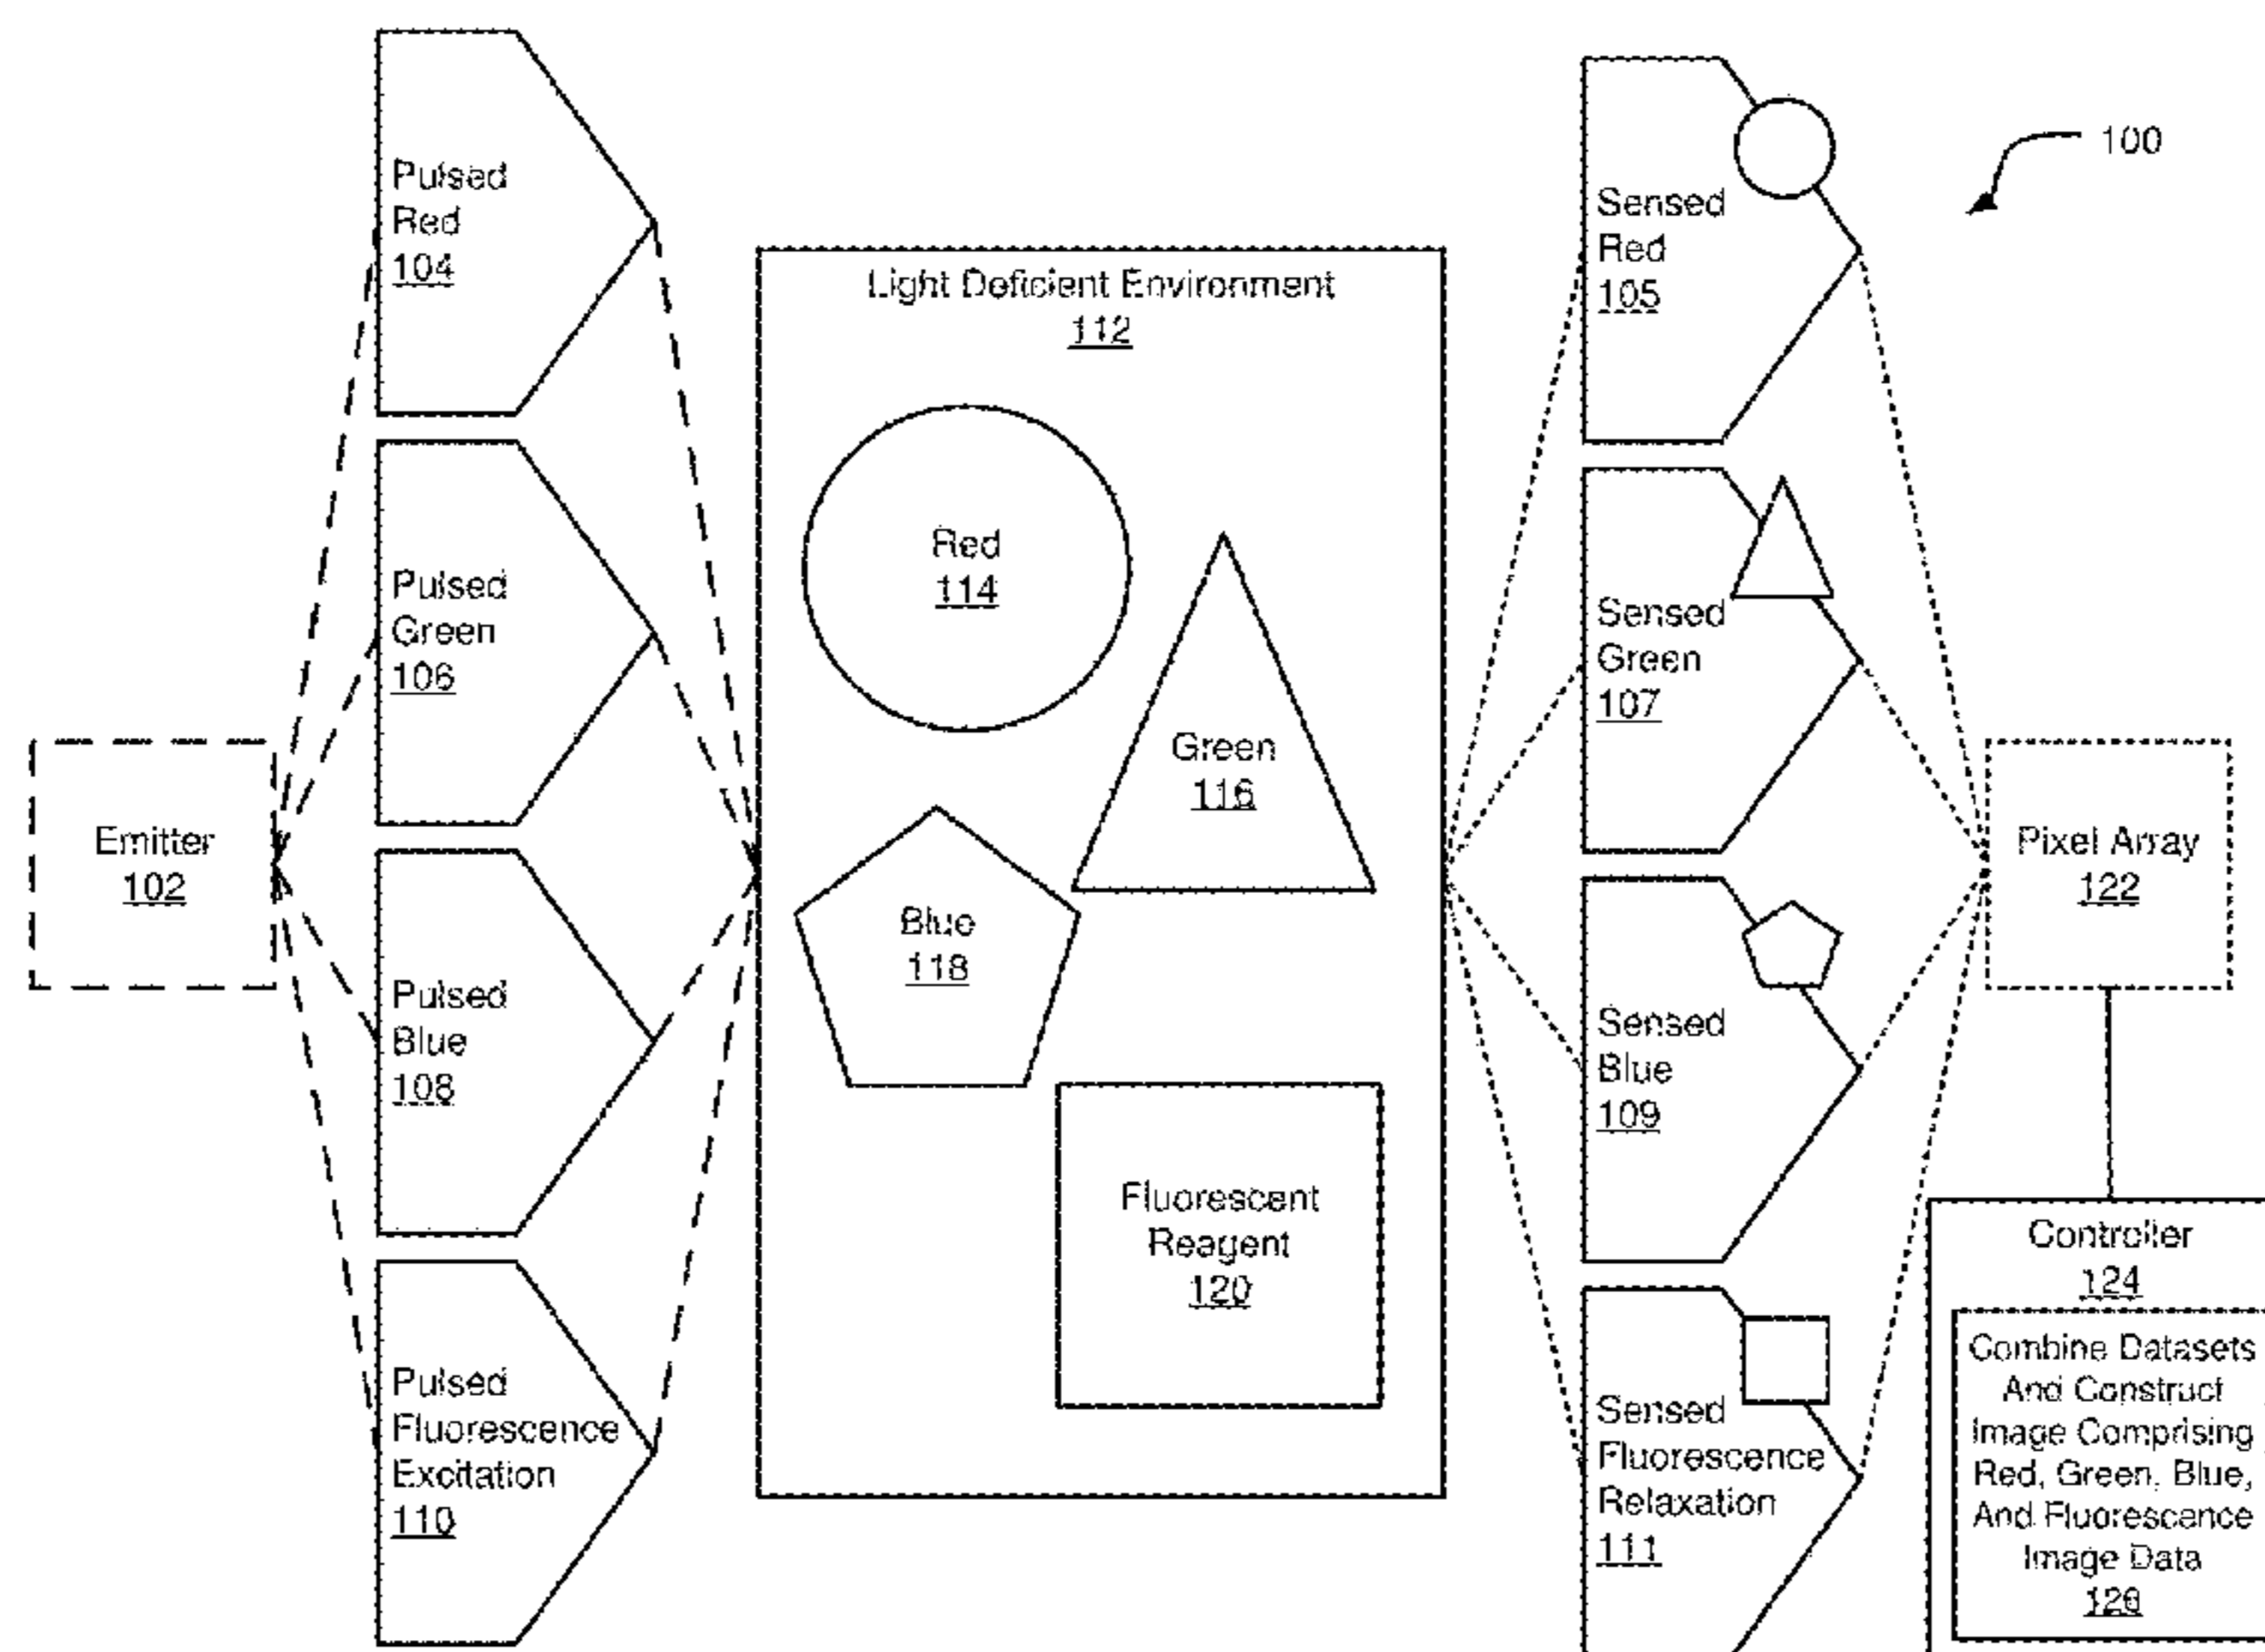 Pulsed
Red
104
Pulsed
Green
106
Pulsed
Blue
108
Pulsed
Fluorescence
Excitation
110
Emitter
102
Light Deficient Environment
112
Red
114
Green
116
Blue
118
Fluorescent
Reagent
120
Sensed
Red
105
Sensed
Green
107
Sensed
Blue
109
Sensed
Fluorescence
Relaxation
111
100
Pixel Array
122
Controller
124
Combine Datasets
And Construct
Image Comprising
Red, Green, Blue,
And Fluorescence
Image Data
126